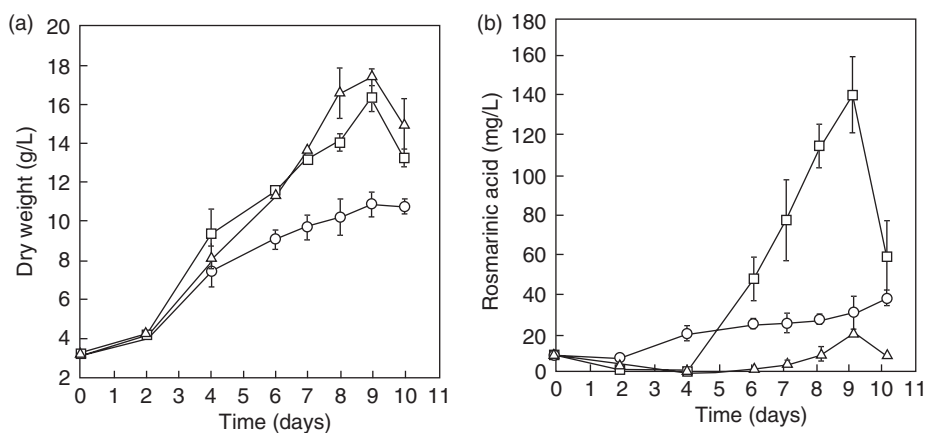 (a)
20
18
16
14
12
10
8
6
4
2
Dry weight (g/L)
0 1 2 3 4 5 6 7 8 9 10 11
Time (days)
(b)
180
160
140
120
100
80
60
40
20
0
Rosmarinic acid (mg/L)
0 1 2 3 4 5 6 7 8 9 10 11
Time (days)